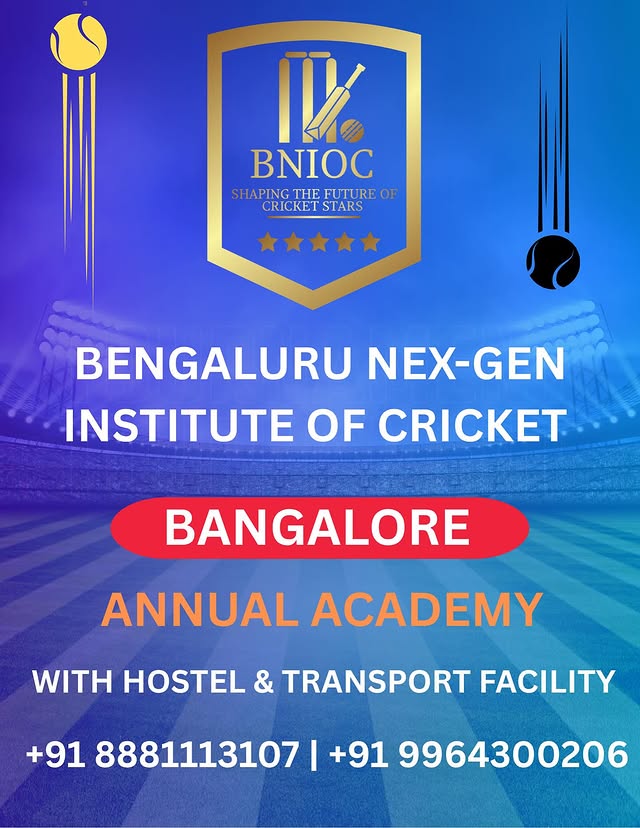 BNIOC
SHAPING THE FUTURE OF
CRICKET STARS
BENGALURU NEX-GEN
INSTITUTE OF CRICKET
BANGALORE
ANNUAL ACADEMY
WITH HOSTEL & TRANSPORT FACILITY
+91 8881113107 | +91 9964300206